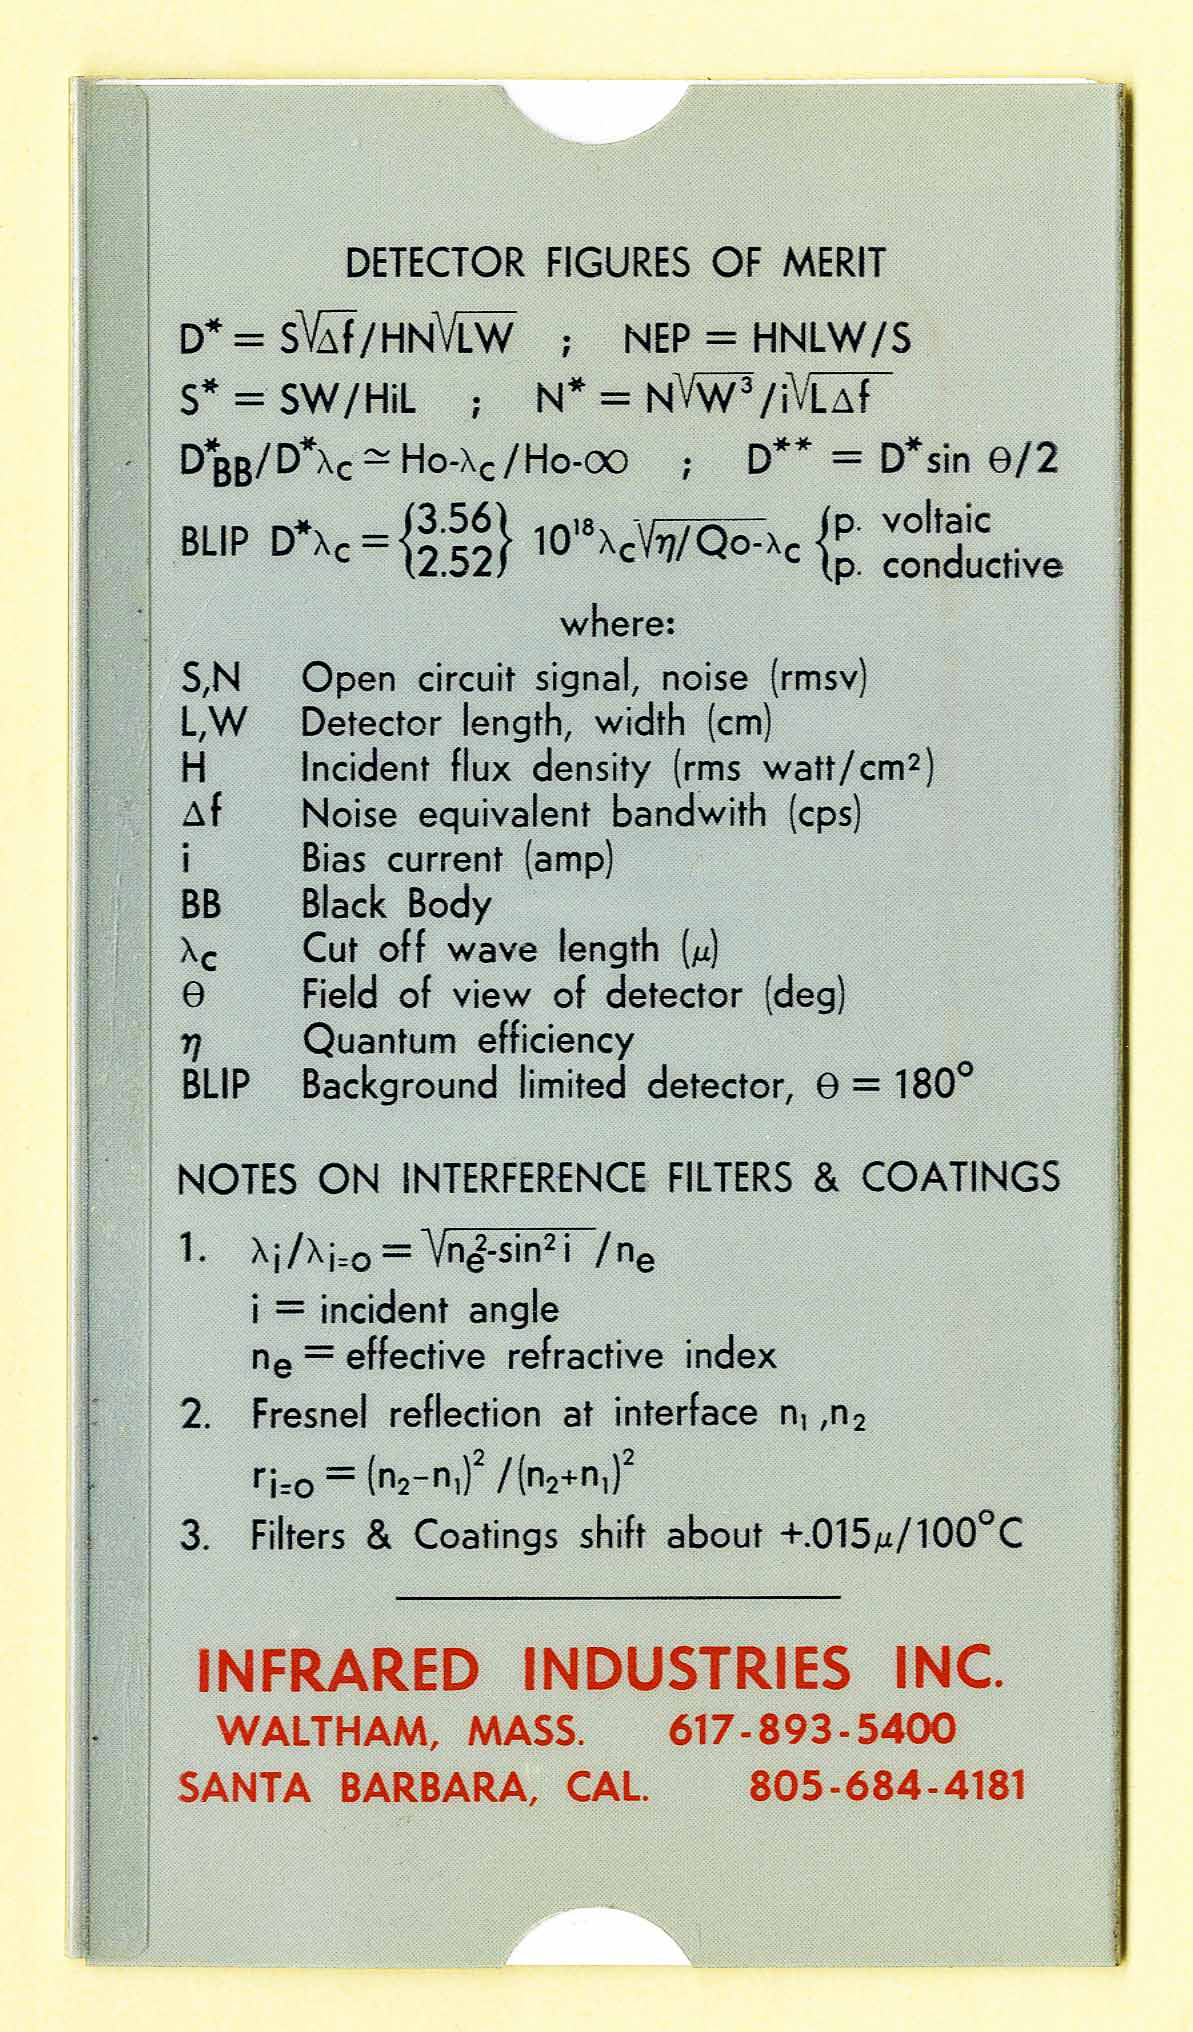 DETECTOR FIGURES OF MERIT
D* = S√Δf/HN√LW ; NEP = HNLW/S
S* = SW/HiL ; N* = N√W³/i√LΔf
D*BB/D*λc ≃ Ho-λc/Ho-∞ ; D** = D*sin θ/2
BLIP D*λc = {3.56 2.52} 10¹⁸λc√η/Qo-λc {p. voltaic p. conductive
where:
S,N Open circuit signal, noise (rmsv)
L,W Detector length, width (cm)
H Incident flux density (rms watt/cm²)
Δf Noise equivalent bandwith (cps)
i Bias current (amp)
BB Black Body
λc Cut off wave length (μ)
θ Field of view of detector (deg)
η Quantum efficiency
BLIP Background limited detector, θ = 180°
NOTES ON INTERFERENCE FILTERS & COATINGS
1. λi/λi=o = √ne²-sin²i /ne
i = incident angle
ne = effective refractive index
2. Fresnel reflection at interface n₁ ,n₂
ri=o = (n₂-n₁)² /(n₂+n₁)²
3. Filters & Coatings shift about +.015μ/100°C
INFRARED INDUSTRIES INC.
WALTHAM, MASS. 617-893-5400
SANTA BARBARA, CAL. 805-684-4181